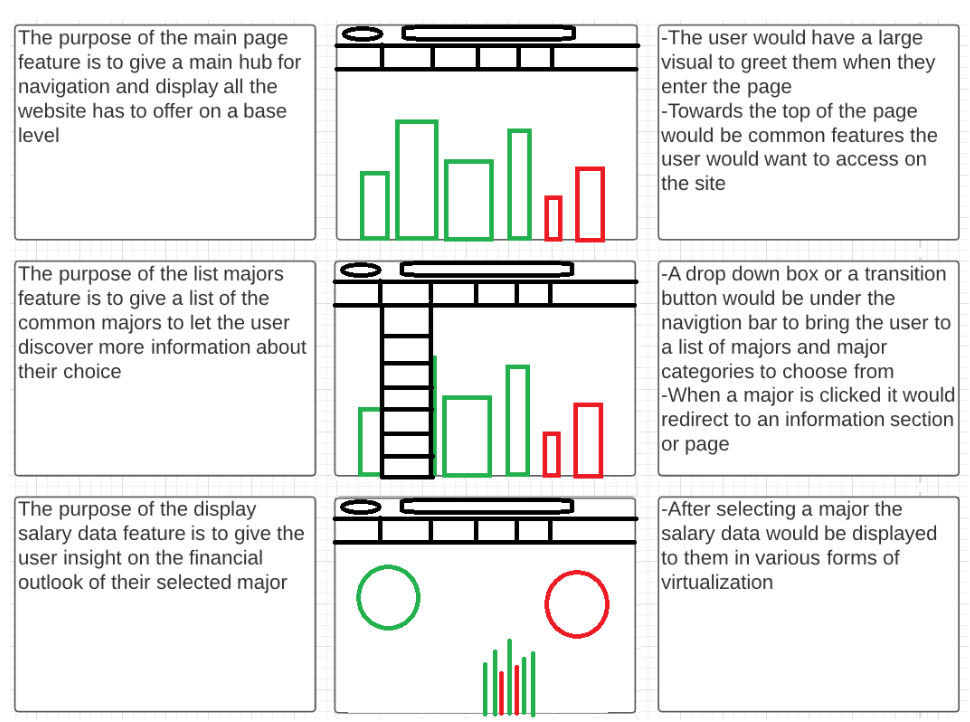 The purpose of the main page
feature is to give a main hub for
navigation and display all the
website has to offer on a base
level
-The user would have a large
visual to greet them when they
enter the page
-Towards the top of the page
would be common features the
user would want to access on
the site
The purpose of the list majors
feature is to give a list of the
common majors to let the user
discover more information about
their choice
-A drop down box or a transition
button would be under the
navigtion bar to bring the user to
a list of majors and major
categories to choose from
-When a major is clicked it would
redirect to an information section
or page
The purpose of the display
salary data feature is to give the
user insight on the financial
outlook of their selected major
-After selecting a major the
salary data would be displayed
to them in various forms of
virtualization